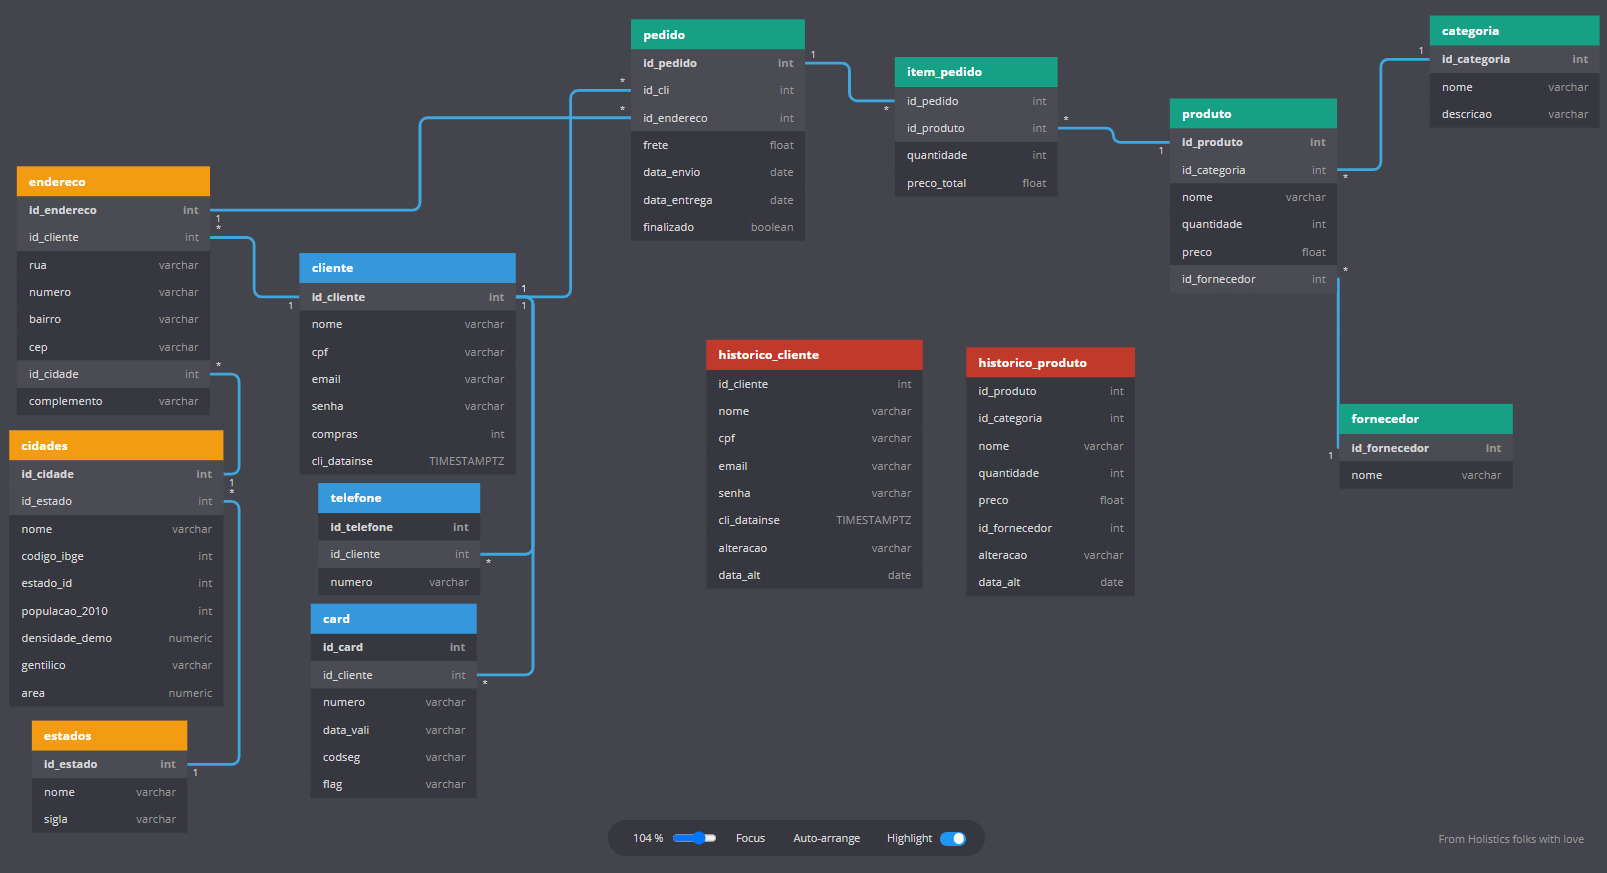 pedido
id_pedido int
id_cli int
id_endereco int
frete float
data_envio date
data_entrega date
finalizado boolean
1
*
*
item_pedido
id_pedido int
id_produto int
quantidade int
preco_total float
*
*
categoria
id_categoria int
nome varchar
descricao varchar
1
produto
id_produto int
id_categoria int
nome varchar
quantidade int
preco float
id_fornecedor int
1
*
*
endereco
id_endereco int
id_cliente int
rua varchar
numero varchar
bairro varchar
cep varchar
id_cidade int
complemento varchar
1
*
*
cliente
id_cliente int
nome varchar
cpf varchar
email varchar
senha varchar
compras int
cli_datainse TIMESTAMPTZ
1
1
1
historico_cliente
id_cliente int
nome varchar
cpf varchar
email varchar
senha varchar
cli_datainse TIMESTAMPTZ
alteracao varchar
data_alt date
historico_produto
id_produto int
id_categoria int
nome varchar
quantidade int
preco float
id_fornecedor int
alteracao varchar
data_alt date
fornecedor
id_fornecedor int
nome varchar
1
cidades
id_cidade int
id_estado int
nome varchar
codigo_ibge int
estado_id int
populacao_2010 int
densidade_demo numeric
gentilico varchar
area numeric
1
*
telefone
id_telefone int
id_cliente int
numero varchar
*
card
id_card int
id_cliente int
numero varchar
data_vali varchar
codseg varchar
flag varchar
*
estados
id_estado int
nome varchar
sigla varchar
1
104 % Focus Auto-arrange Highlight
From Holistics folks with love